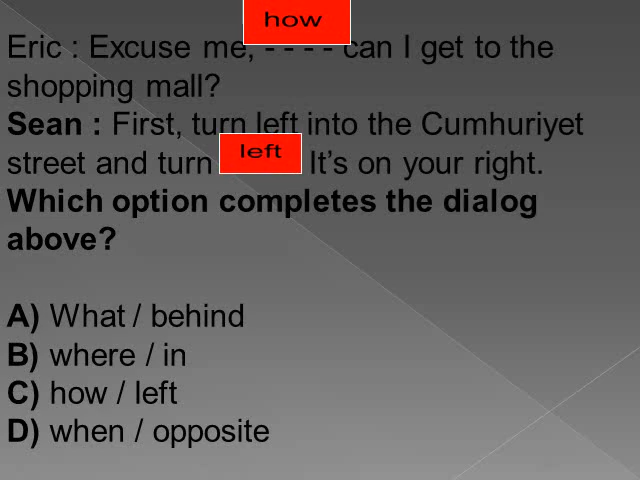 how
Eric : Excuse me, - - - - can I get to the
shopping mall?
Sean : First, turn left into the Cumhuriyet
street and turn left It’s on your right.
Which option completes the dialog
above?
A) What / behind
B) where / in
C) how / left
D) when / opposite